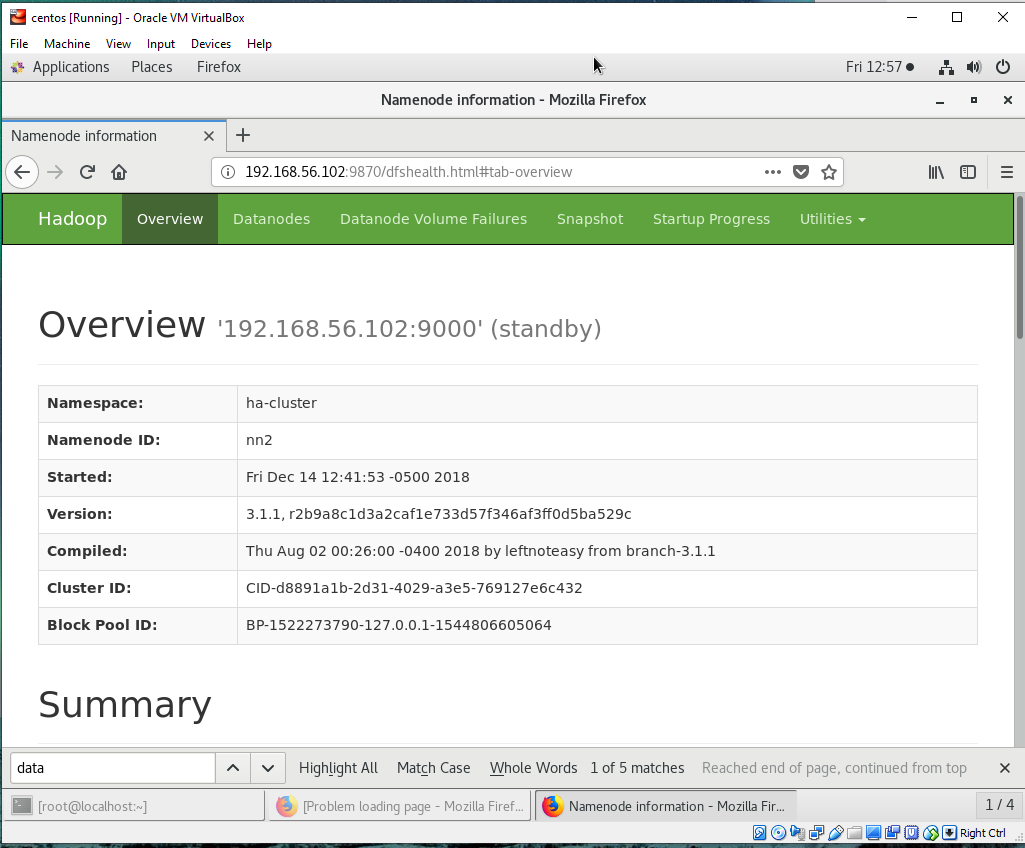 centos [Running] - Oracle VM VirtualBox
File Machine View Input Devices Help
Applications Places Firefox Fri 12:57
Namenode information - Mozilla Firefox
Namenode information
192.168.56.102:9870/dfshealth.html#tab-overview
Hadoop Overview Datanodes Datanode Volume Failures Snapshot Startup Progress Utilities
Overview '192.168.56.102:9000' (standby)
Namespace: ha-cluster
Namenode ID: nn2
Started: Fri Dec 14 12:41:53 -0500 2018
Version: 3.1.1, r2b9a8c1d3a2caf1e733d57f346af3ff0d5ba529c
Compiled: Thu Aug 02 00:26:00 -0400 2018 by leftnoteasy from branch-3.1.1
Cluster ID: CID-d8891a1b-2d31-4029-a3e5-769127e6c432
Block Pool ID: BP-1522273790-127.0.0.1-1544806605064
Summary
data Highlight All Match Case Whole Words 1 of 5 matches Reached end of page, continued from top
[root@localhost:~] [Problem loading page - Mozilla Firef... Namenode information - Mozilla Fir... 1 / 4
Right Ctrl